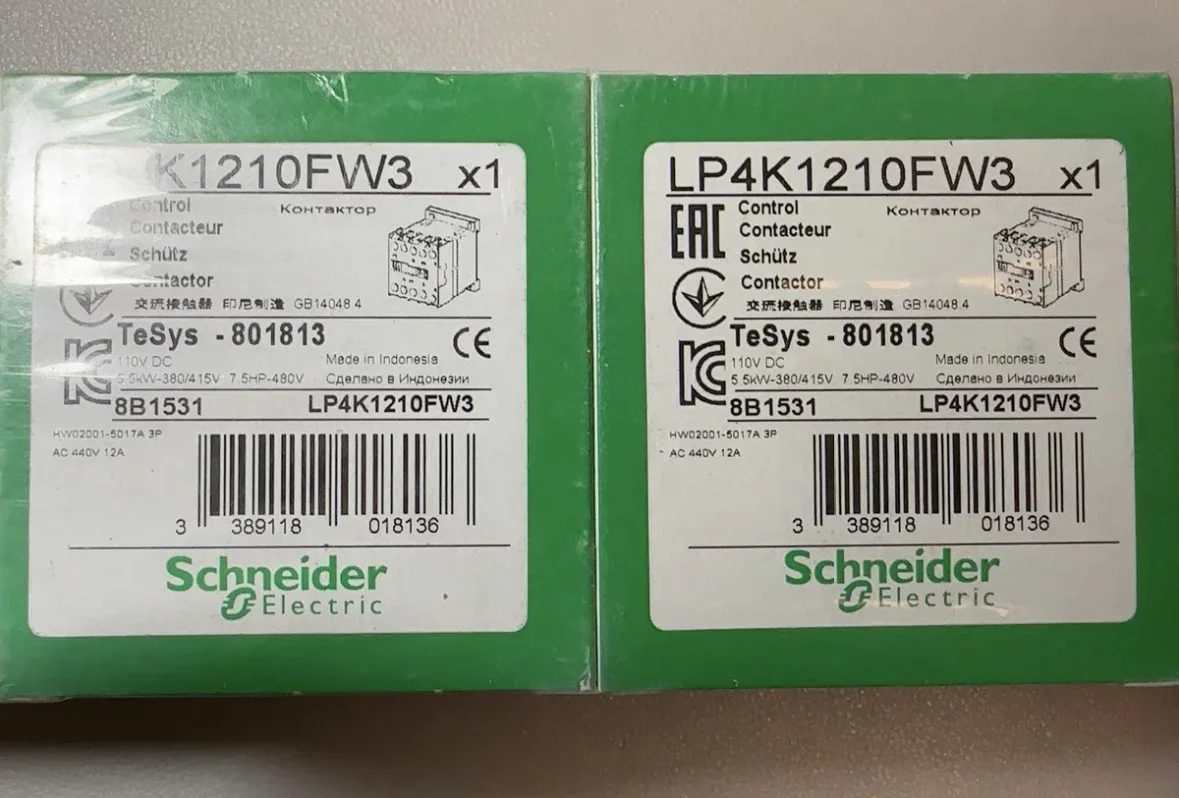 K1210FW3 x1
Control Контактор
Contacteur
Schütz
Contactor
交流接触器 印尼制造 GB14048.4
TeSys - 801813
CE
110V DC Made in Indonesia
5.5kW-380/415V 7.5HP-480V Сделано в Индонезии
8B1531 LP4K1210FW3
HW02001-5017A 3P
AC 440V 12A
3 389118 018136
Schneider
Electric
LP4K1210FW3 x1
EAC
Control Контактор
Contacteur
Schütz
Contactor
交流接触器 印尼制造 GB14048.4
TeSys - 801813
CE
110V DC Made in Indonesia
5.5kW-380/415V 7.5HP-480V Сделано в Индонезии
8B1531 LP4K1210FW3
HW02001-5017A 3P
AC 440V 12A
3 389118 018136
Schneider
Electric